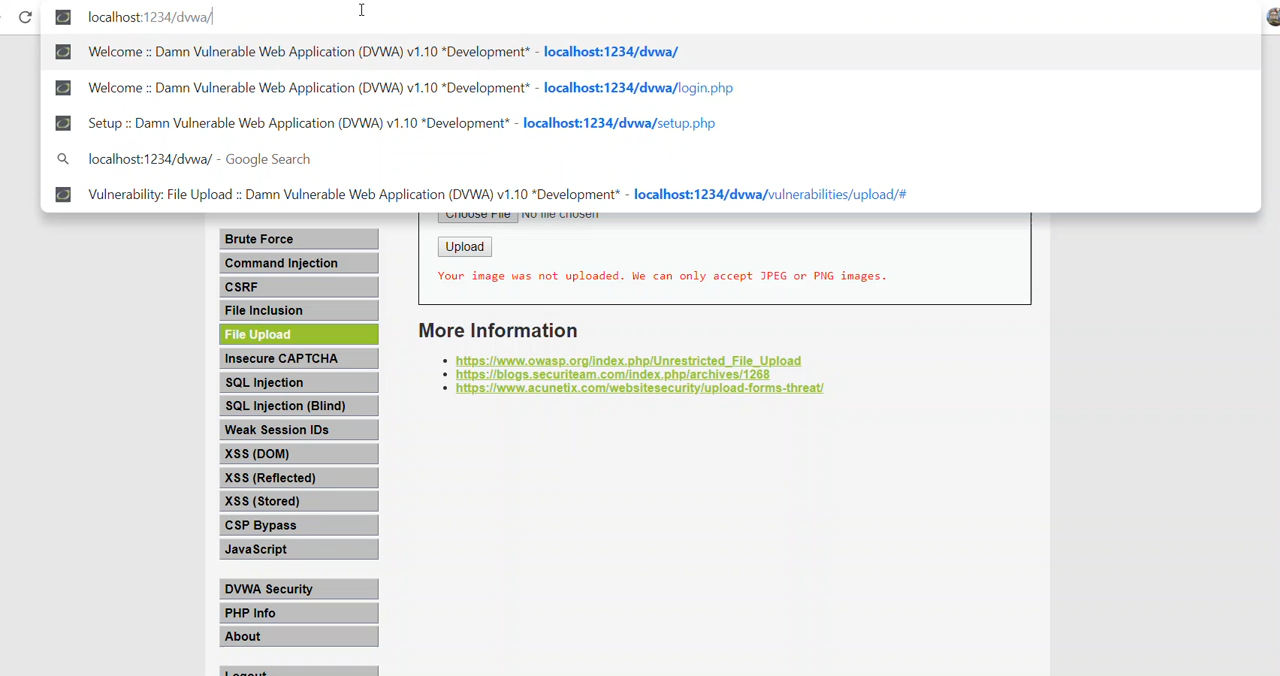 localhost:1234/dvwa/
Welcome :: Damn Vulnerable Web Application (DVWA) v1.10 *Development* - localhost:1234/dvwa/
Welcome :: Damn Vulnerable Web Application (DVWA) v1.10 *Development* - localhost:1234/dvwa/login.php
Setup :: Damn Vulnerable Web Application (DVWA) v1.10 *Development* - localhost:1234/dvwa/setup.php
localhost:1234/dvwa/ - Google Search
Vulnerability: File Upload :: Damn Vulnerable Web Application (DVWA) v1.10 *Development* - localhost:1234/dvwa/vulnerabilities/upload/#
Choose File No file chosen
Upload
Your image was not uploaded. We can only accept JPEG or PNG images.
More Information
• https://www.owasp.org/index.php/Unrestricted_File_Upload
• https://blogs.securiteam.com/index.php/archives/1268
• https://www.acunetix.com/websitesecurity/upload-forms-threat/
Brute Force
Command Injection
CSRF
File Inclusion
File Upload
Insecure CAPTCHA
SQL Injection
SQL Injection (Blind)
Weak Session IDs
XSS (DOM)
XSS (Reflected)
XSS (Stored)
CSP Bypass
JavaScript
DVWA Security
PHP Info
About
Logout